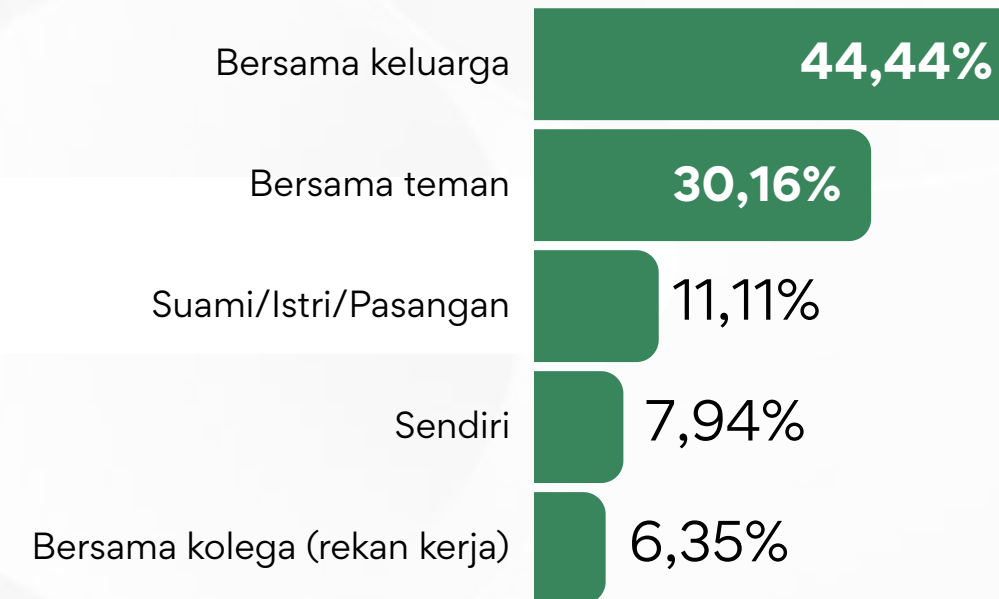 Bersama keluarga 44,44%
Bersama teman 30,16%
Suami/Istri/Pasangan 11,11%
Sendiri 7,94%
Bersama kolega (rekan kerja) 6,35%